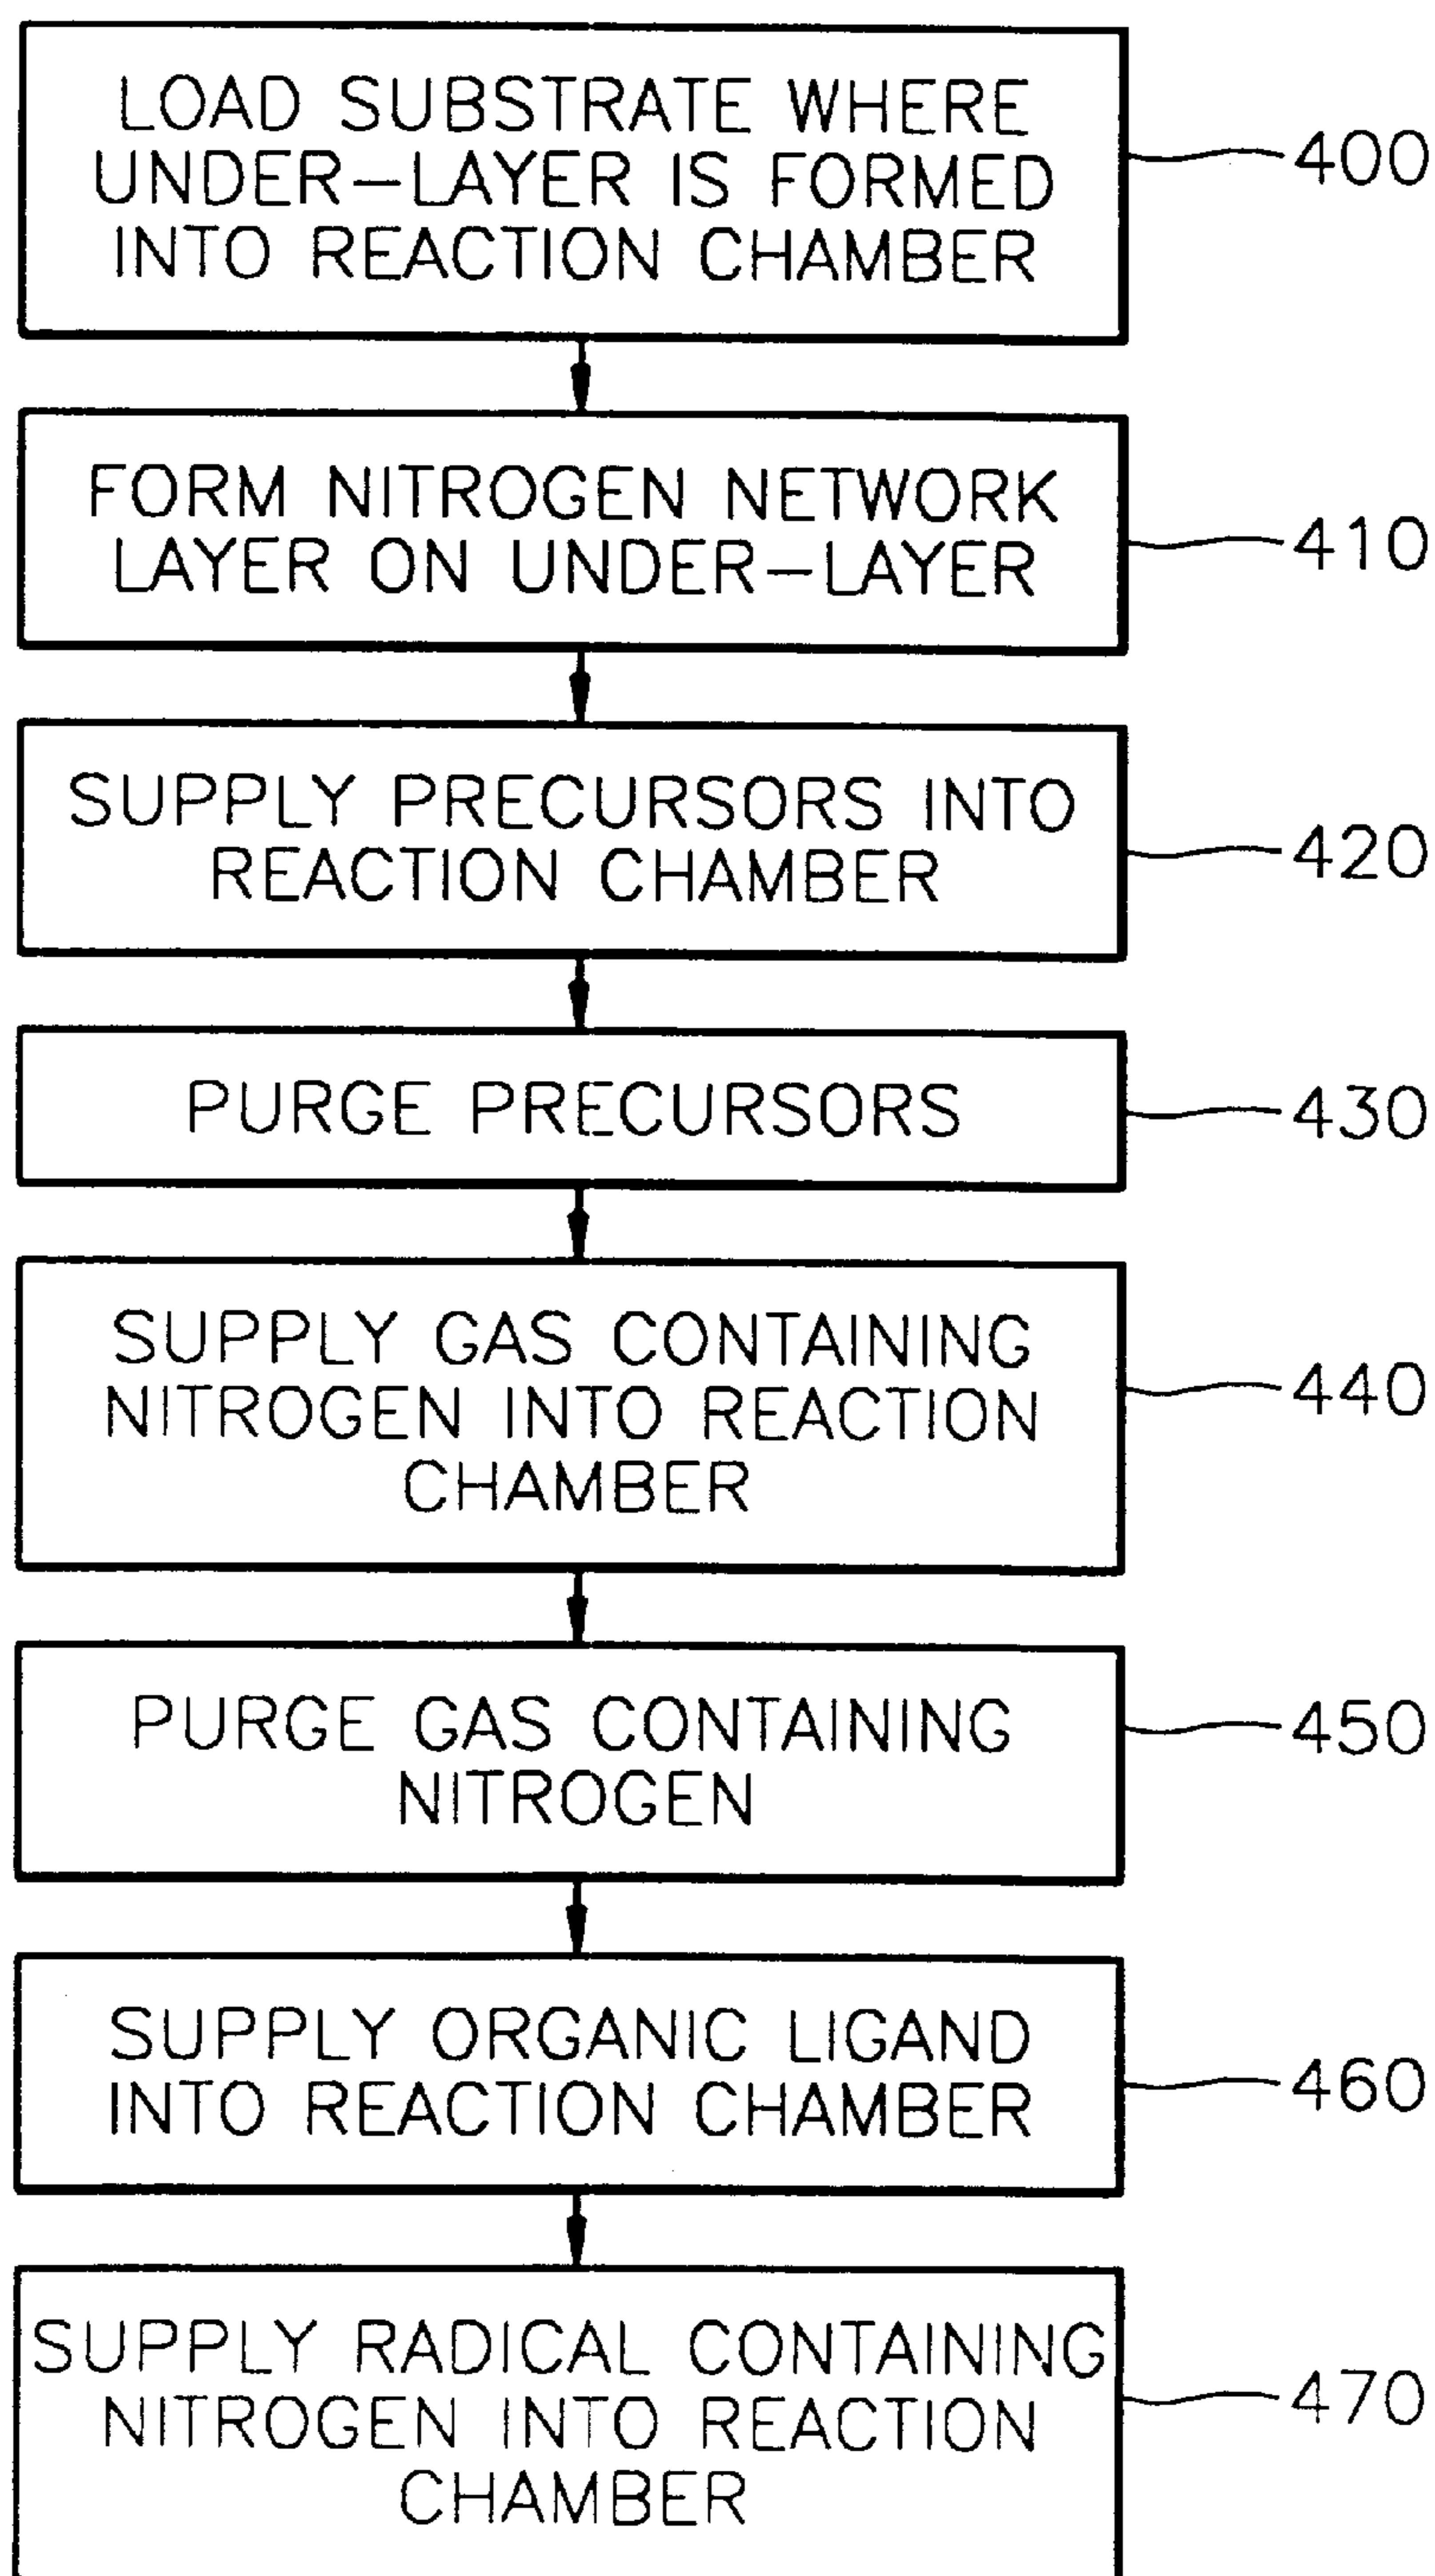 LOAD SUBSTRATE WHERE
UNDER-LAYER IS FORMED
INTO REACTION CHAMBER
400
FORM NITROGEN NETWORK
LAYER ON UNDER-LAYER
410
SUPPLY PRECURSORS INTO
REACTION CHAMBER
420
PURGE PRECURSORS
430
SUPPLY GAS CONTAINING
NITROGEN INTO REACTION
CHAMBER
440
PURGE GAS CONTAINING
NITROGEN
450
SUPPLY ORGANIC LIGAND
INTO REACTION CHAMBER
460
SUPPLY RADICAL CONTAINING
NITROGEN INTO REACTION
CHAMBER
470